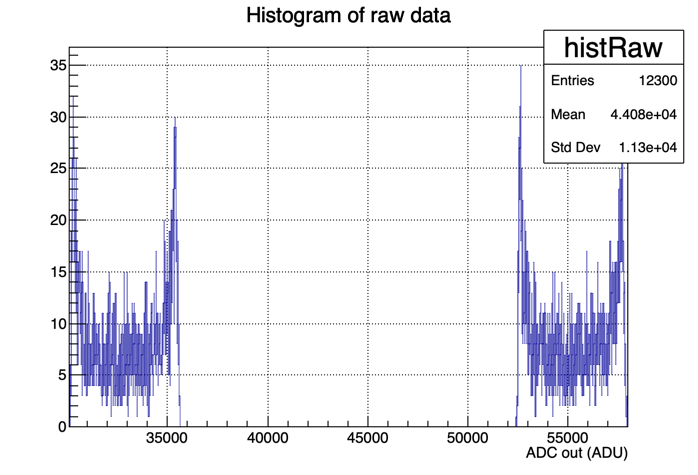 Histogram of raw data
histRaw
Entries 12300
Mean 4.408e+04
Std Dev 1.13e+04
35
30
25
20
15
10
5
0
35000 40000 45000 50000 55000
ADC out (ADU)